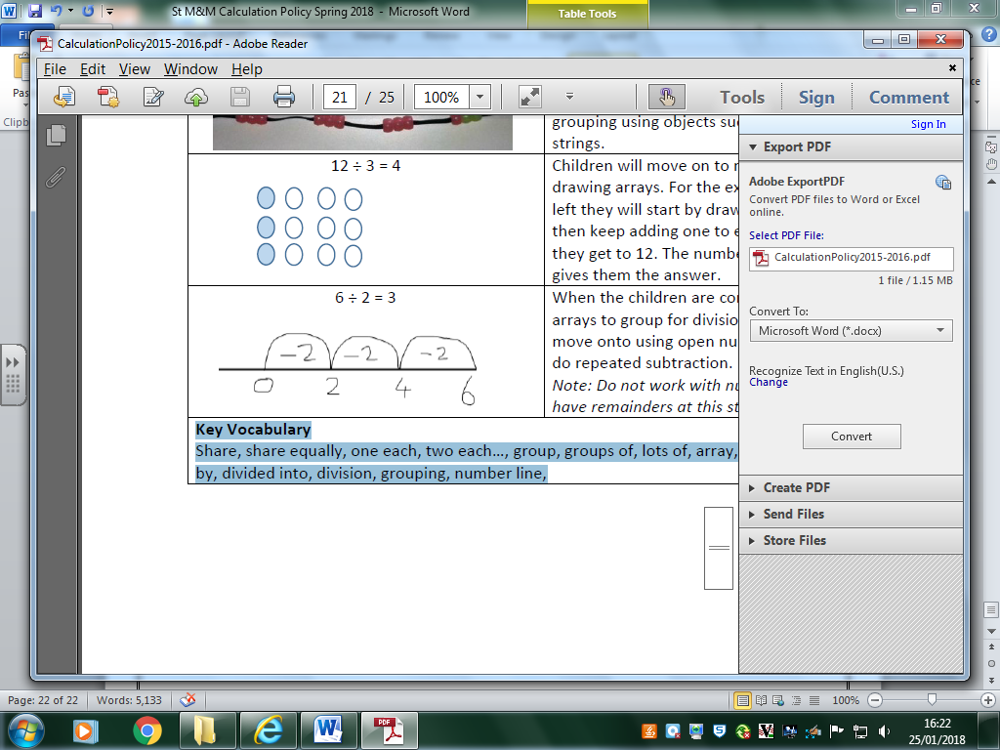 St M&M Calculation Policy Spring 2018 - Microsoft Word
Table Tools
CalculationPolicy2015-2016.pdf - Adobe Reader
File Edit View Window Help
21 / 25 100% Tools Sign Comment
Sign In
Export PDF
Adobe ExportPDF
Convert PDF files to Word or Excel
online.
Select PDF File:
CalculationPolicy2015-2016.pdf
1 file / 1.15 MB
Convert To:
Microsoft Word (*.docx)
Recognize Text in English(U.S.)
Change
Convert
Create PDF
Send Files
Store Files
grouping using objects su
strings.
12 ÷ 3 = 4
Children will move on to
drawing arrays. For the ex
left they will start by draw
then keep adding one to e
they get to 12. The numbe
gives them the answer.
6 ÷ 2 = 3
-2 -2 -2
0 2 4 6
When the children are co
arrays to group for divisio
move onto using open nu
do repeated subtraction.
Note: Do not work with nu
have remainders at this st
Key Vocabulary
Share, share equally, one each, two each…, group, groups of, lots of, array,
by, divided into, division, grouping, number line,
Page: 22 of 22 Words: 5,133 100%
16:22
25/01/2018